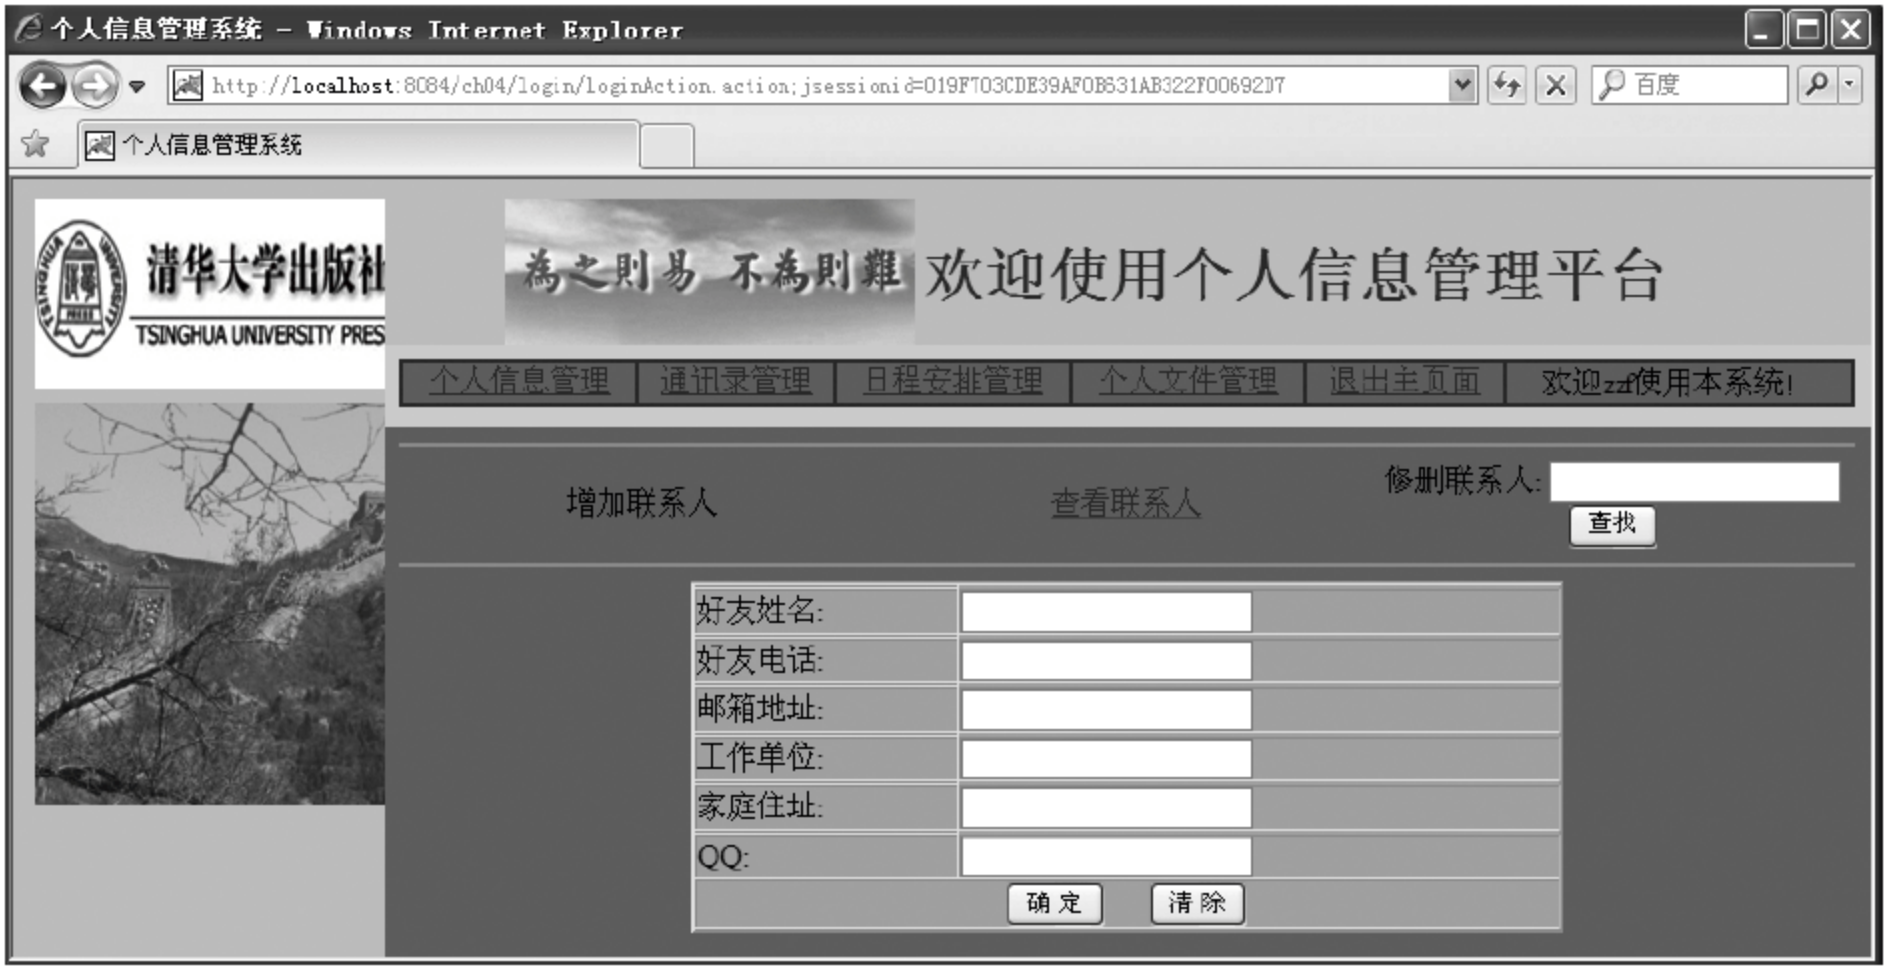 个人信息管理系统 - Windows Internet Explorer
http://localhost:8084/ch04/login/loginAction.action;jsessionid=019F703CDE39AF0B631AB322F00692D7
百度
个人信息管理系统
清华大学出版社
TSINGHUA UNIVERSITY PRES
TSINGHUA UNIVERSITY
為之則易 不為則難
欢迎使用个人信息管理平台
个人信息管理 通讯录管理 日程安排管理 个人文件管理 退出主页面 欢迎zzf使用本系统!
增加联系人 查看联系人 修删联系人:
查找
好友姓名:
好友电话:
邮箱地址:
工作单位:
家庭住址:
QQ:
确 定 清 除